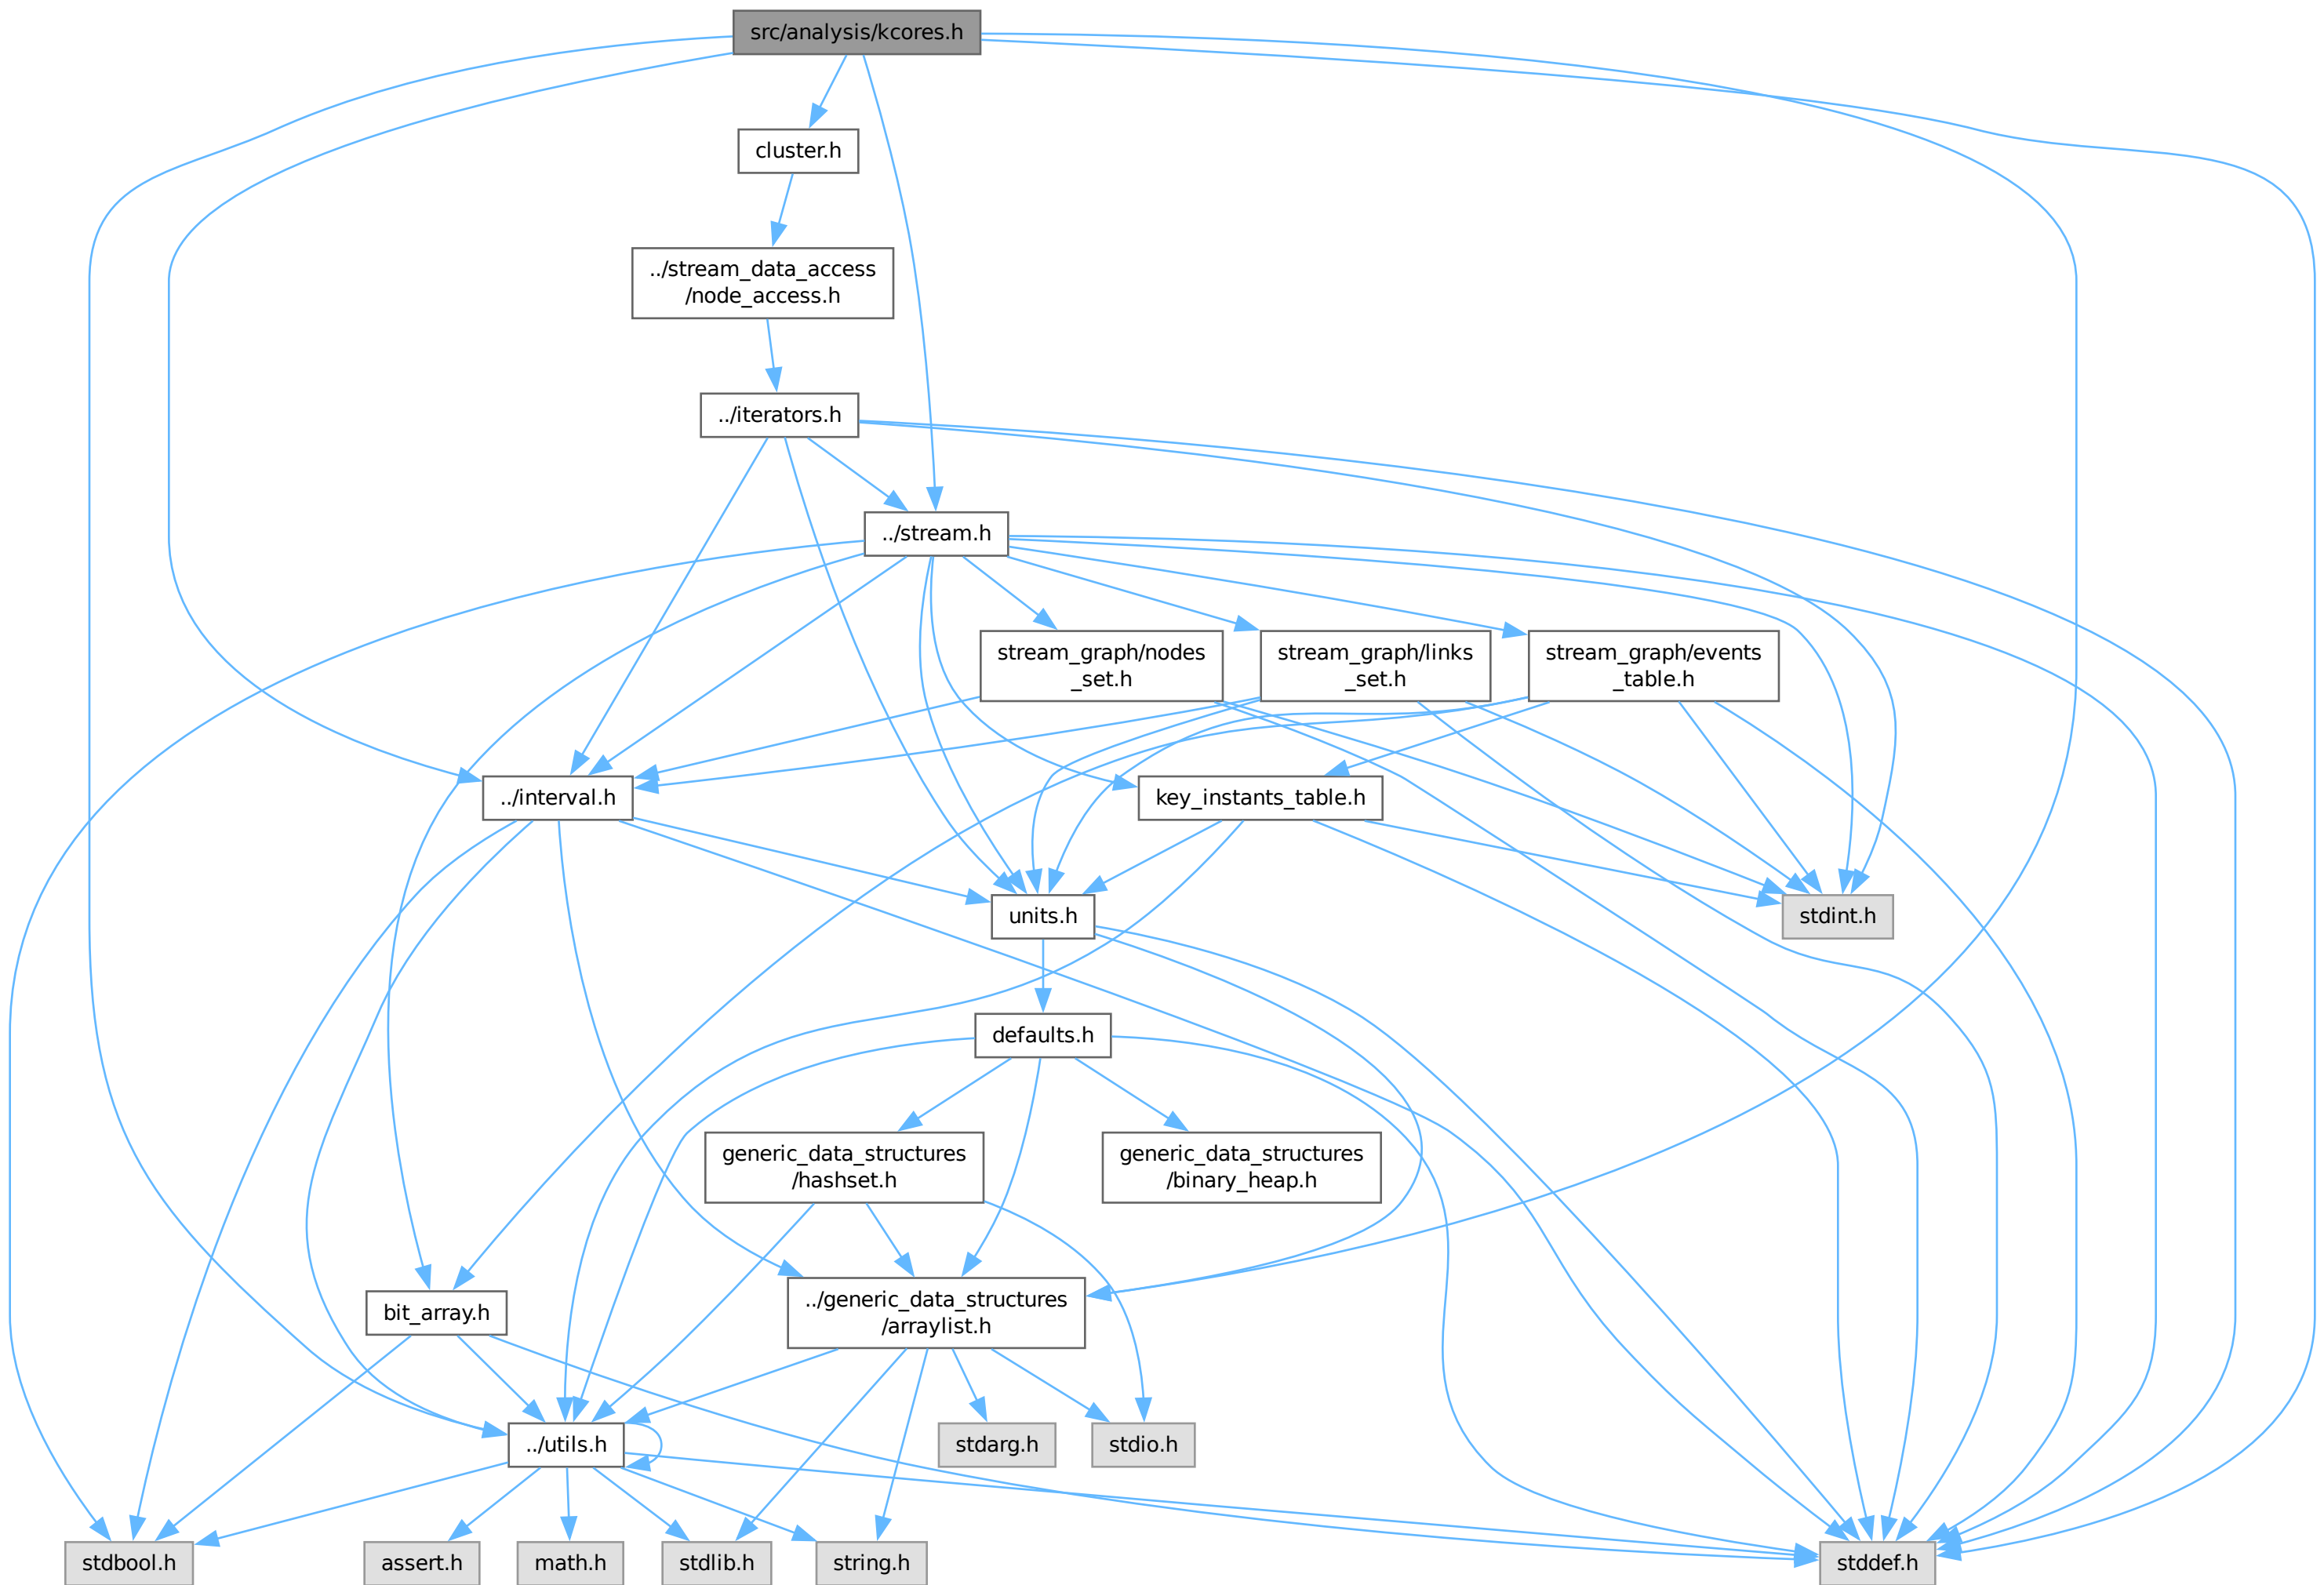 src/analysis/kcores.h
cluster.h
../stream_data_access
/node_access.h
../iterators.h
../stream.h
stream_graph/nodes
_set.h
stream_graph/links
_set.h
stream_graph/events
_table.h
../interval.h
key_instants_table.h
units.h
stdint.h
defaults.h
generic_data_structures
/hashset.h
generic_data_structures
/binary_heap.h
../generic_data_structures
/arraylist.h
bit_array.h
../utils.h
stdarg.h
stdio.h
stdbool.h
assert.h
math.h
stdlib.h
string.h
stddef.h